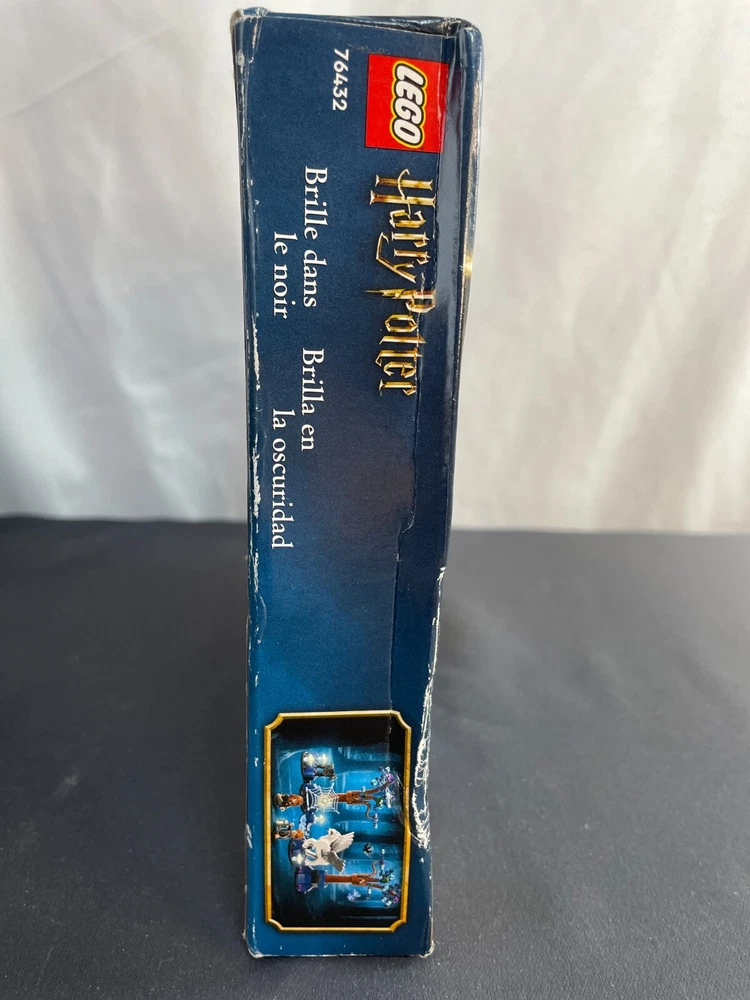 LEGO
76432
Harry Potter
Brille dans
le noir
Brilla en
la oscuridad